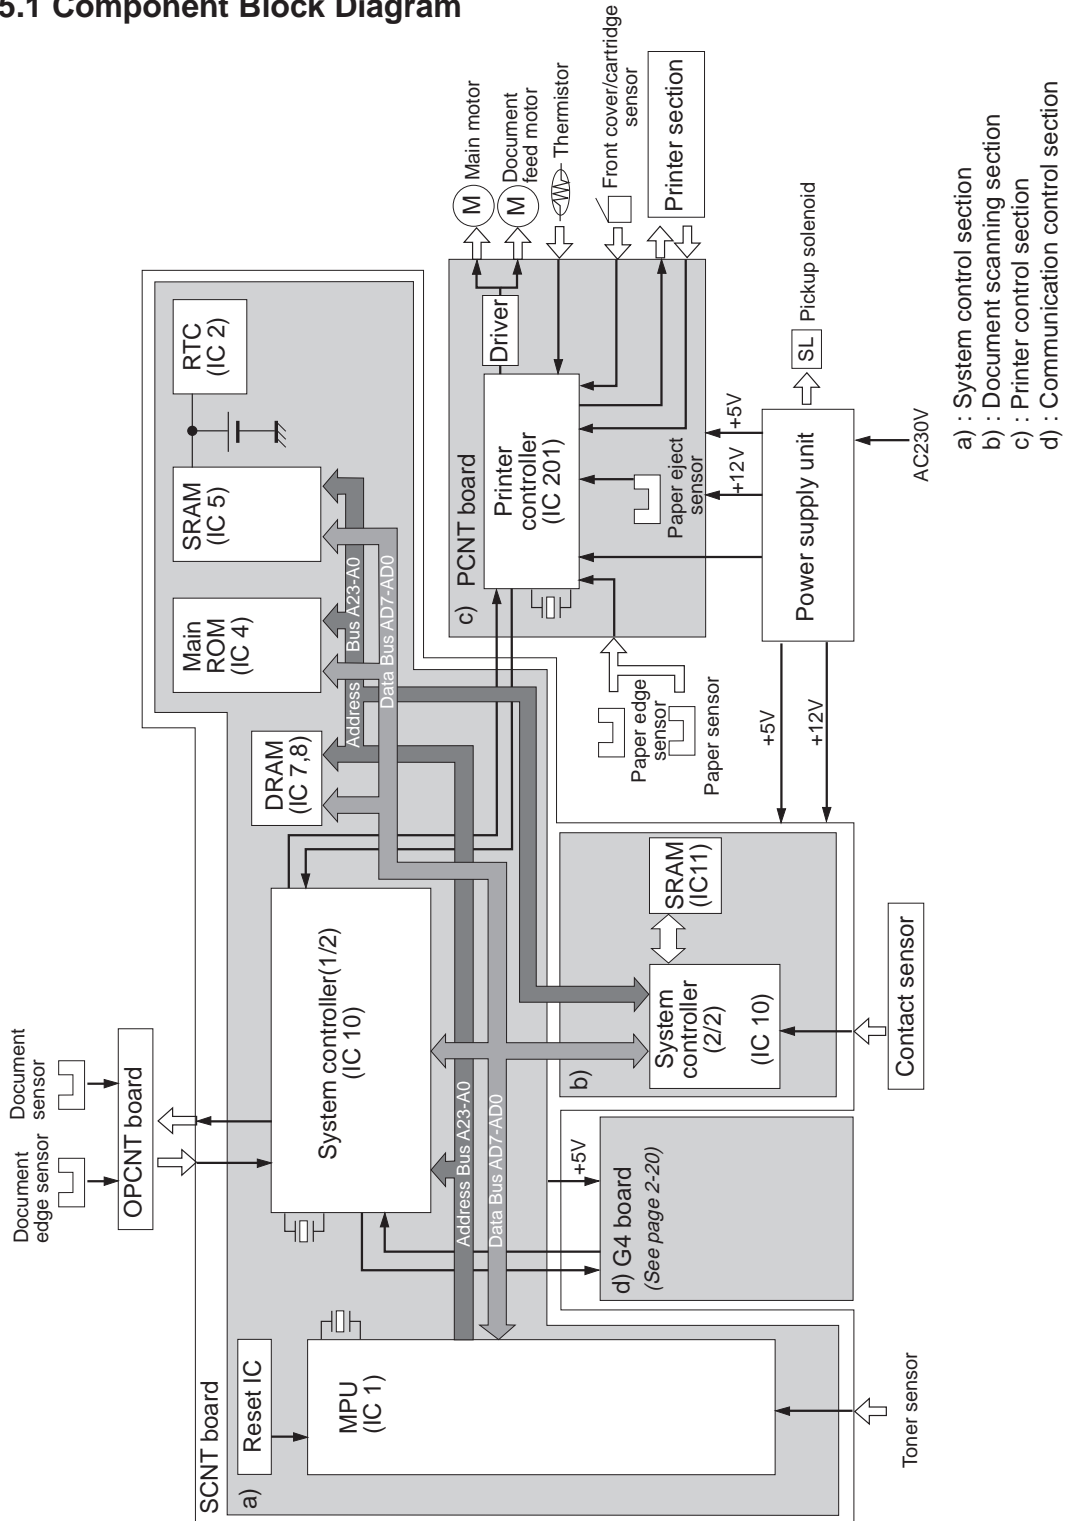 5.1 Component Block Diagram
SCNT board
a)
Reset IC
MPU
(IC 1)
Toner sensor
Document
edge sensor
Document
sensor
OPCNT board
System controller(1/2)
(IC 10)
Address Bus A23-A0
Data Bus AD7-AD0
d) G4 board
(See page 2-20)
+5V
b)
System
controller
(2/2)
(IC 10)
SRAM
(IC11)
Contact sensor
DRAM
(IC 7,8)
Main
ROM
(IC 4)
SRAM
(IC 5)
RTC
(IC 2)
Address Bus A23-A0
Data Bus AD7-AD0
c)
PCNT board
Printer
controller
(IC 201)
Driver
M
Main motor
M
Document
feed motor
Thermistor
Front cover/cartridge
sensor
Printer section
Paper eject
sensor
Paper edge
sensor
Paper sensor
+12V
+5V
+5V
+12V
Power supply unit
SL
Pickup solenoid
AC230V
a) : System control section
b) : Document scanning section
c) : Printer control section
d) : Communication control section